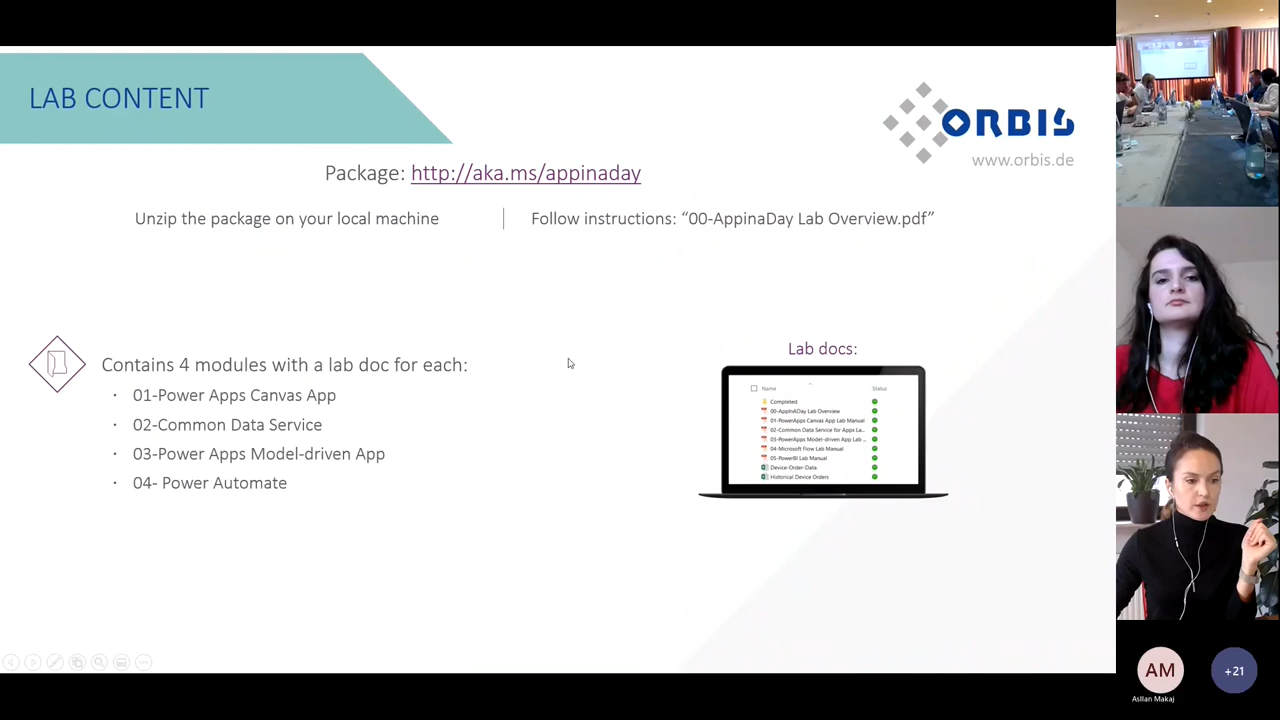 LAB CONTENT
ORBIS
www.orbis.de
Package: http://aka.ms/appinaday
Unzip the package on your local machine
Follow instructions: “00-AppinaDay Lab Overview.pdf”
Contains 4 modules with a lab doc for each:
· 01-Power Apps Canvas App
· 02-Common Data Service
· 03-Power Apps Model-driven App
· 04- Power Automate
Lab docs:
Name Status
Completed
00-AppInADay Lab Overview
01-PowerApps Canvas App Lab Manual
02-Common Data Service for Apps La...
03-PowerApps Model-driven App Lab ...
04-Microsoft Flow Lab Manual
05-PowerBI Lab Manual
Device-Order-Data
Historical Device Orders
AM
+21
Asllan Makaj